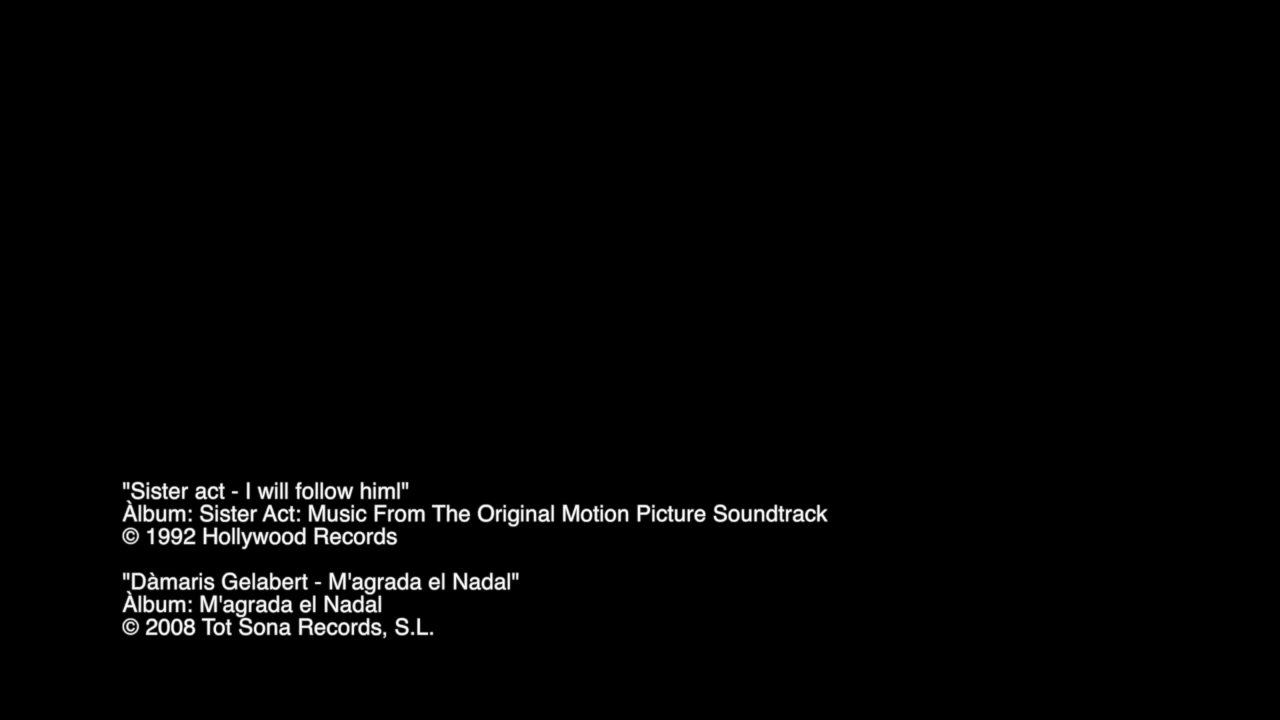 "Sister act - I will follow himl"
Àlbum: Sister Act: Music From The Original Motion Picture Soundtrack
© 1992 Hollywood Records
"Dàmaris Gelabert - M'agrada el Nadal"
Àlbum: M'agrada el Nadal
© 2008 Tot Sona Records, S.L.